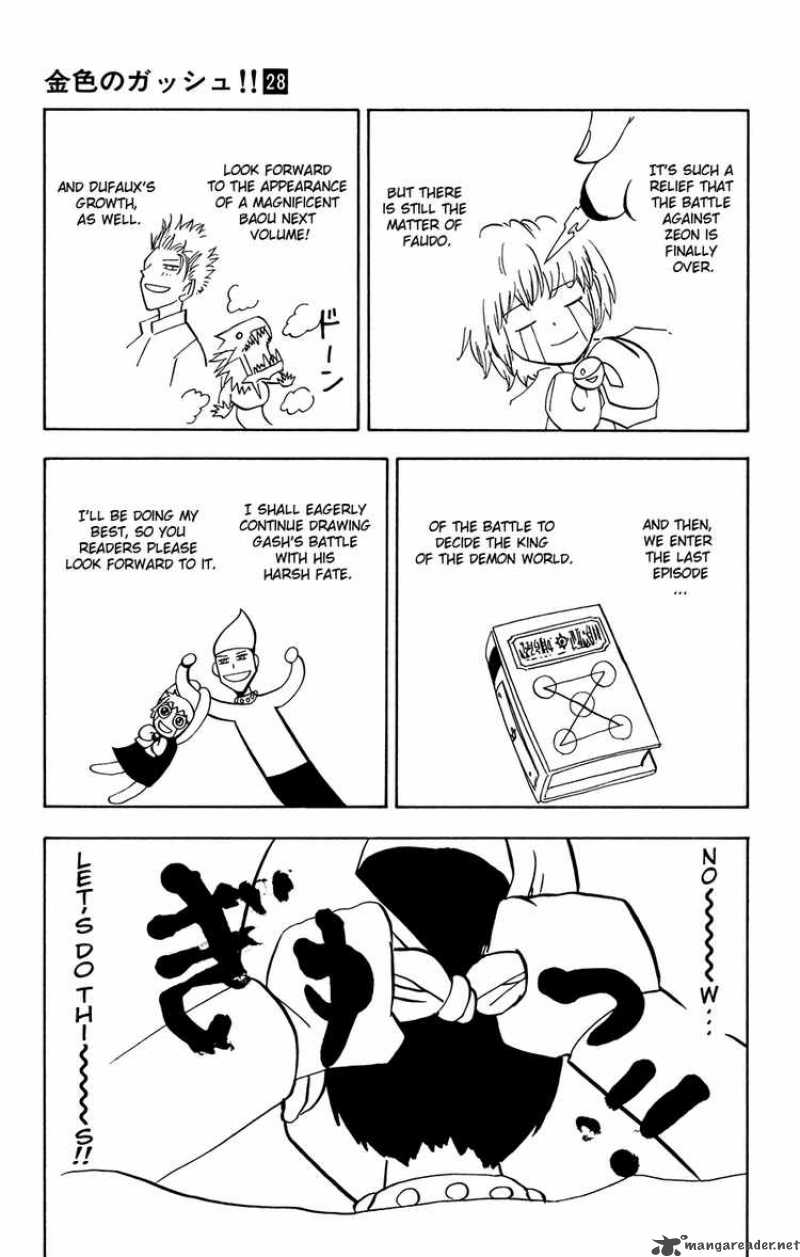 金色のガッシュ!! 28
IT'S SUCH A
RELIEF THAT
THE BATTLE
AGAINST
ZEON IS
FINALLY
OVER.
BUT THERE
IS STILL THE
MATTER OF
FAUDO.
LOOK FORWARD
TO THE APPEARANCE
OF A MAGNIFICENT
BAOU NEXT
VOLUME!
AND DUFAUX'S
GROWTH,
AS WELL.
ドーン
AND THEN,
WE ENTER
THE LAST
EPISODE
...
OF THE BATTLE TO
DECIDE THE KING
OF THE DEMON WORLD.
I SHALL EAGERLY
CONTINUE DRAWING
GASH'S BATTLE
WITH HIS
HARSH FATE.
I'LL BE DOING MY
BEST, SO YOU
READERS PLEASE
LOOK FORWARD TO IT.
NO~~~~W...
LET'S DO THI~~~~S!!
mangareader.net